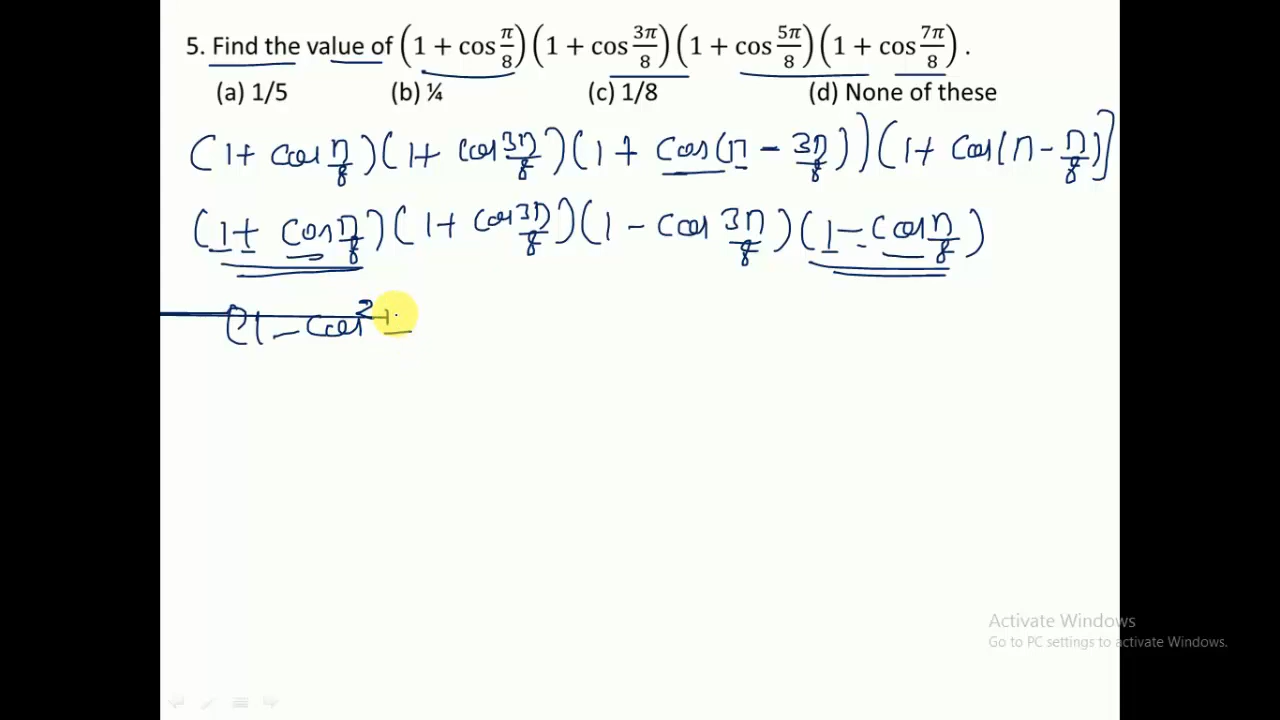 5. Find the value of (1 + cos π/8)(1 + cos 3π/8)(1 + cos 5π/8)(1 + cos 7π/8) .
(a) 1/5 (b) ¼ (c) 1/8 (d) None of these
(1+ cos π/8)(1+ cos 3π/8)(1 + cos(π - 3π/8))(1+ cos(π - π/8)]
(1+ cos π/8)(1+ cos 3π/8)(1 - cos 3π/8)(1 - cos π/8)
(1 - cos²
Activate Windows
Go to PC settings to activate Windows.